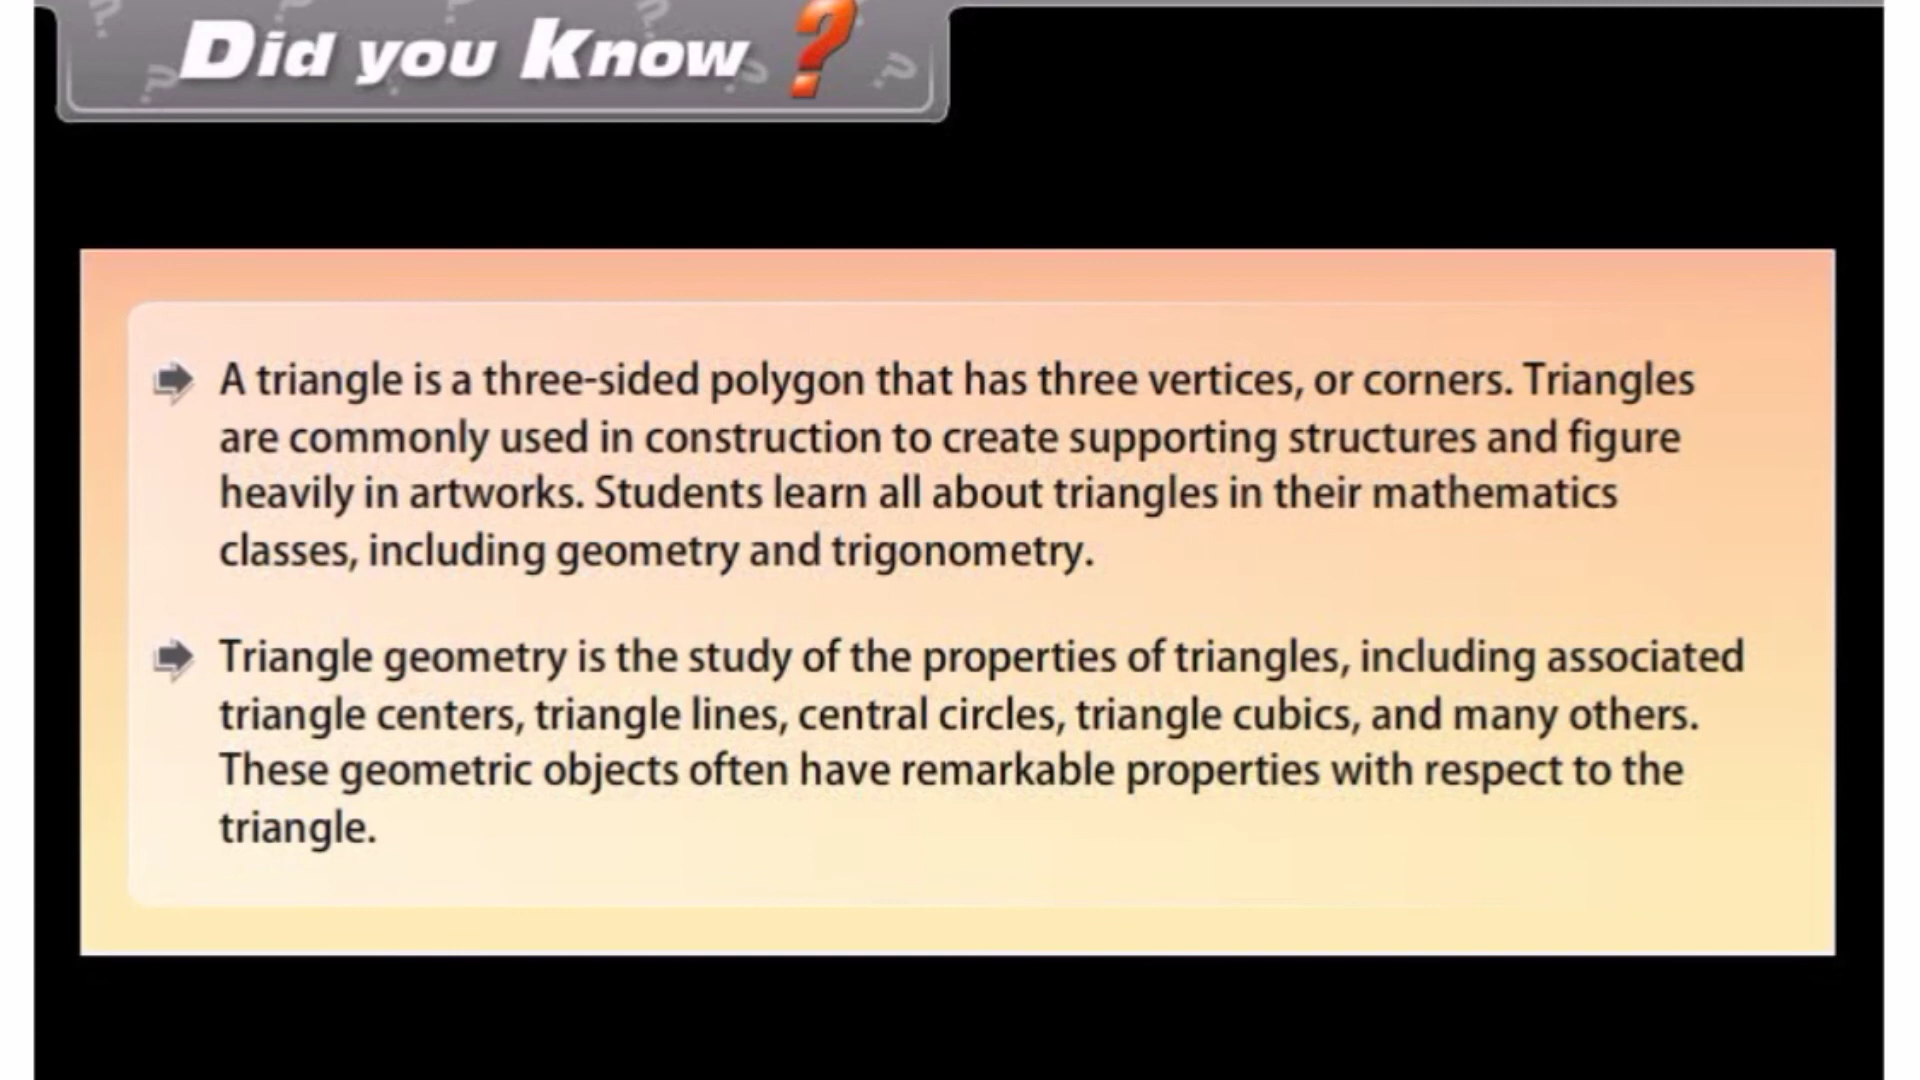 Did you Know ?
A triangle is a three-sided polygon that has three vertices, or corners. Triangles
are commonly used in construction to create supporting structures and figure
heavily in artworks. Students learn all about triangles in their mathematics
classes, including geometry and trigonometry.
Triangle geometry is the study of the properties of triangles, including associated
triangle centers, triangle lines, central circles, triangle cubics, and many others.
These geometric objects often have remarkable properties with respect to the
triangle.